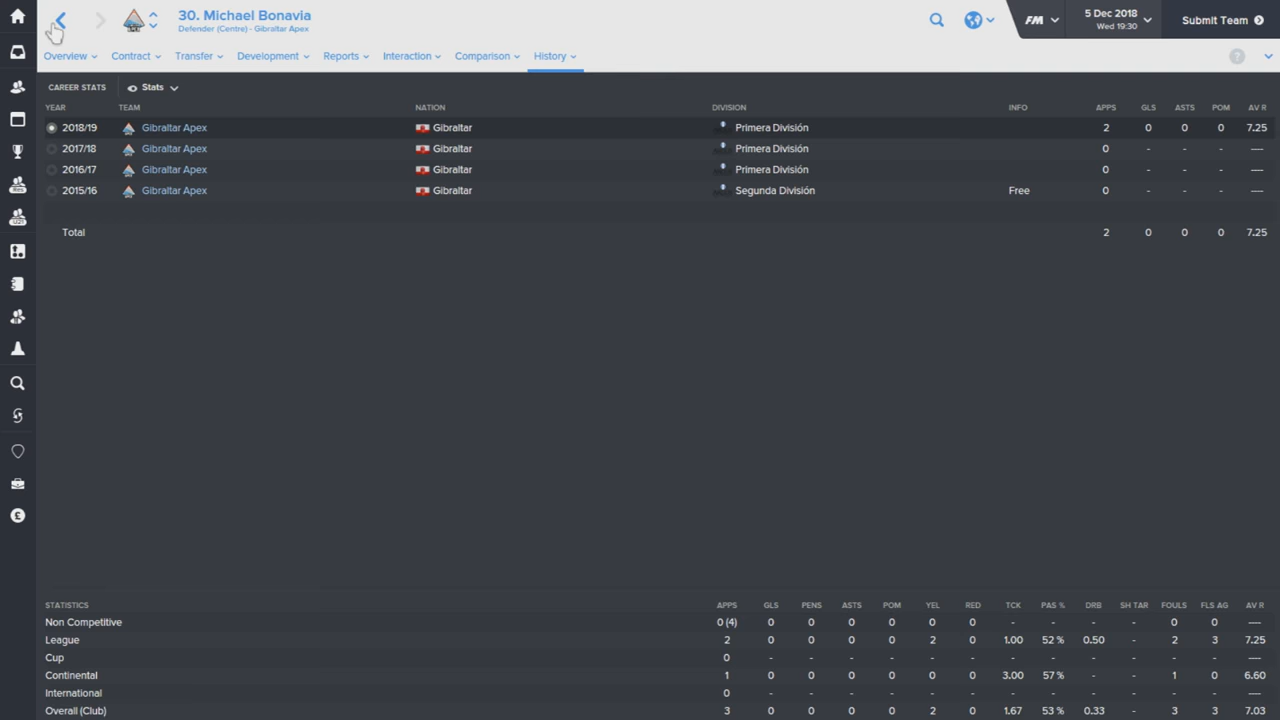 30. Michael Bonavia
Defender (Centre) - Gibraltar Apex
FM
5 Dec 2018
Wed 19:30
Submit Team
Overview Contract Transfer Development Reports Interaction Comparison History
CAREER STATS Stats
YEAR TEAM NATION DIVISION INFO APPS GLS ASTS POM AV R
2018/19 Gibraltar Apex Gibraltar Primera División 2 0 0 0 7.25
2017/18 Gibraltar Apex Gibraltar Primera División 0 - - - ---
2016/17 Gibraltar Apex Gibraltar Primera División 0 - - - ---
2015/16 Gibraltar Apex Gibraltar Segunda División Free 0 - - - ---
Total 2 0 0 0 7.25
STATISTICS APPS GLS PENS ASTS POM YEL RED TCK PAS % DRB SH TAR FOULS FLS AG AV R
Non Competitive 0 (4) 0 0 0 0 0 0 - - - - 0 0 ---
League 2 0 0 0 0 2 0 1.00 52 % 0.50 - 2 3 7.25
Cup 0 - - - - - - - - - - - - ---
Continental 1 0 0 0 0 0 0 3.00 57 % - - 1 0 6.60
International 0 - - - - - - - - - - - - ---
Overall (Club) 3 0 0 0 0 2 0 1.67 53 % 0.33 - 3 3 7.03